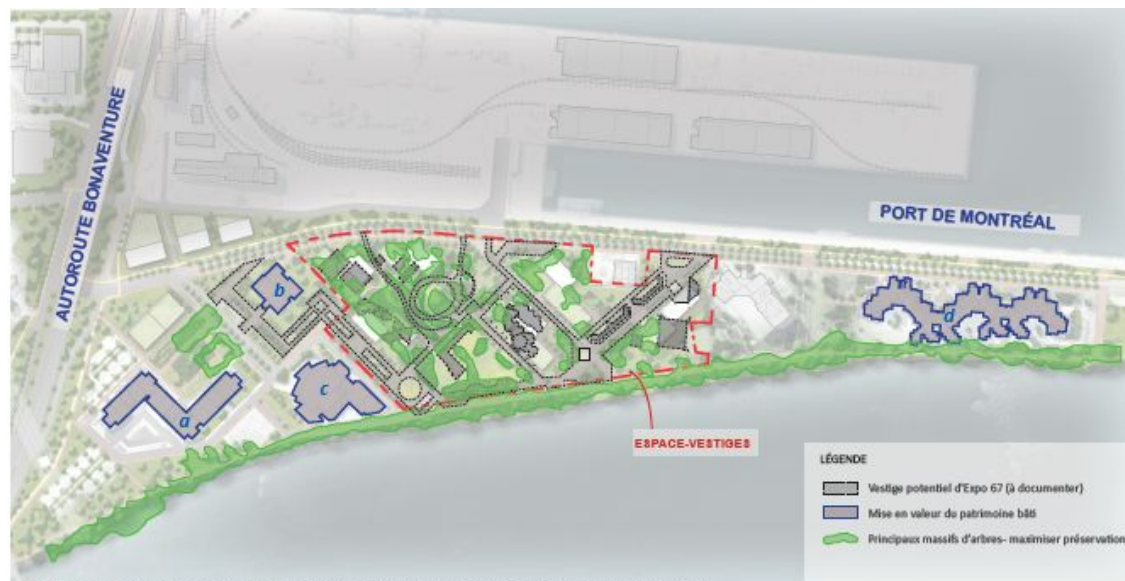 AUTOROUTE BONAVENTURE
PORT DE MONTRÉAL
b
d
c
a
ESPACE-VESTIGES
LÉGENDE
Vestige potentiel d'Expo 67 (à documenter)
Mise en valeur du patrimoine bâti
Principaux massifs d'arbres- maximiser préservation